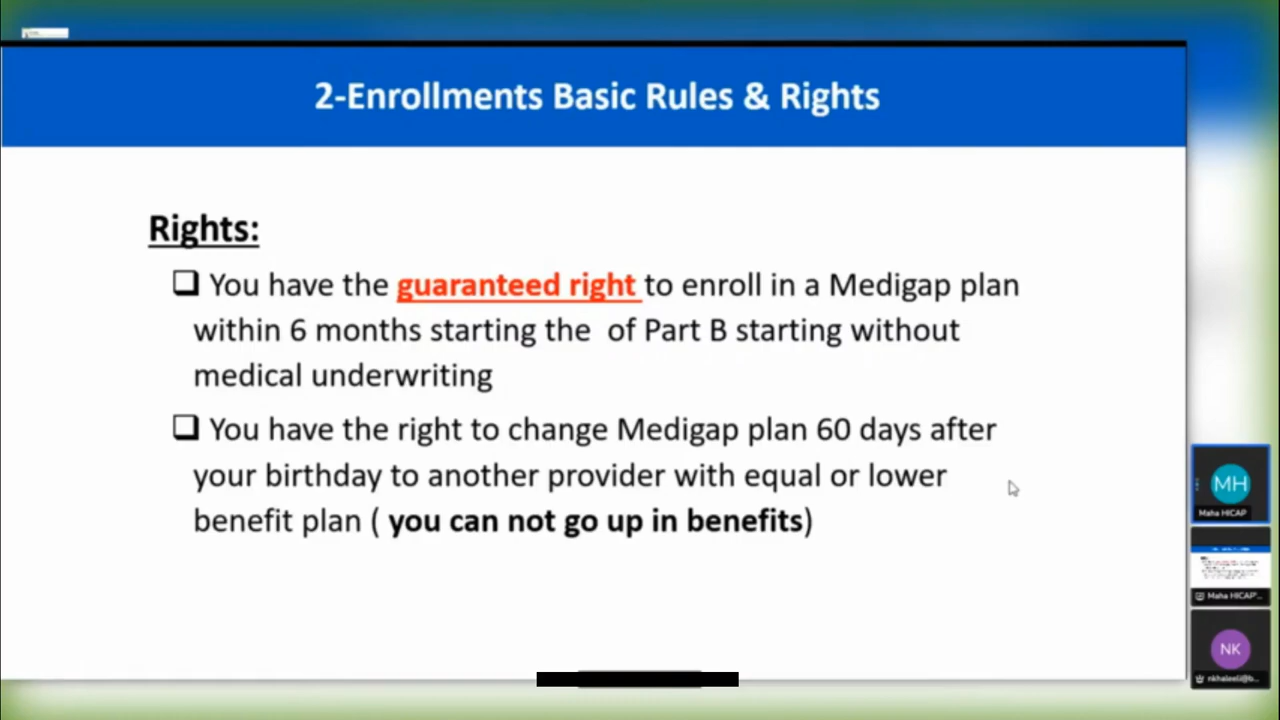 2-Enrollments Basic Rules & Rights
Rights:
❑ You have the guaranteed right to enroll in a Medigap plan
within 6 months starting the of Part B starting without
medical underwriting
❑ You have the right to change Medigap plan 60 days after
your birthday to another provider with equal or lower
benefit plan ( you can not go up in benefits)
MH
Maha HICAP
Maha HICAP'...
NK
nkhaleeli@b...